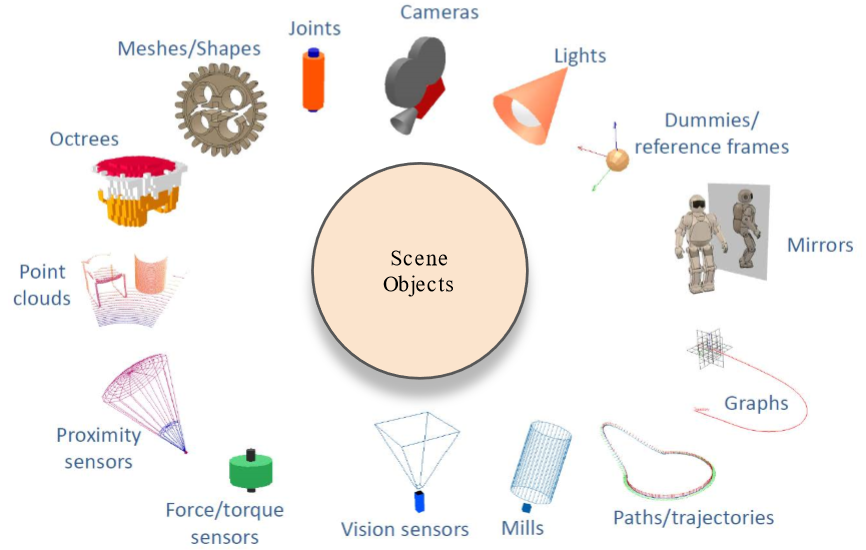 Cameras
Joints
Meshes/Shapes
Lights
Octrees
Dummies/
reference frames
Mirrors
Scene
Objects
Point
clouds
Graphs
Proximity
sensors
Force/torque
sensors
Vision sensors
Mills
Paths/trajectories